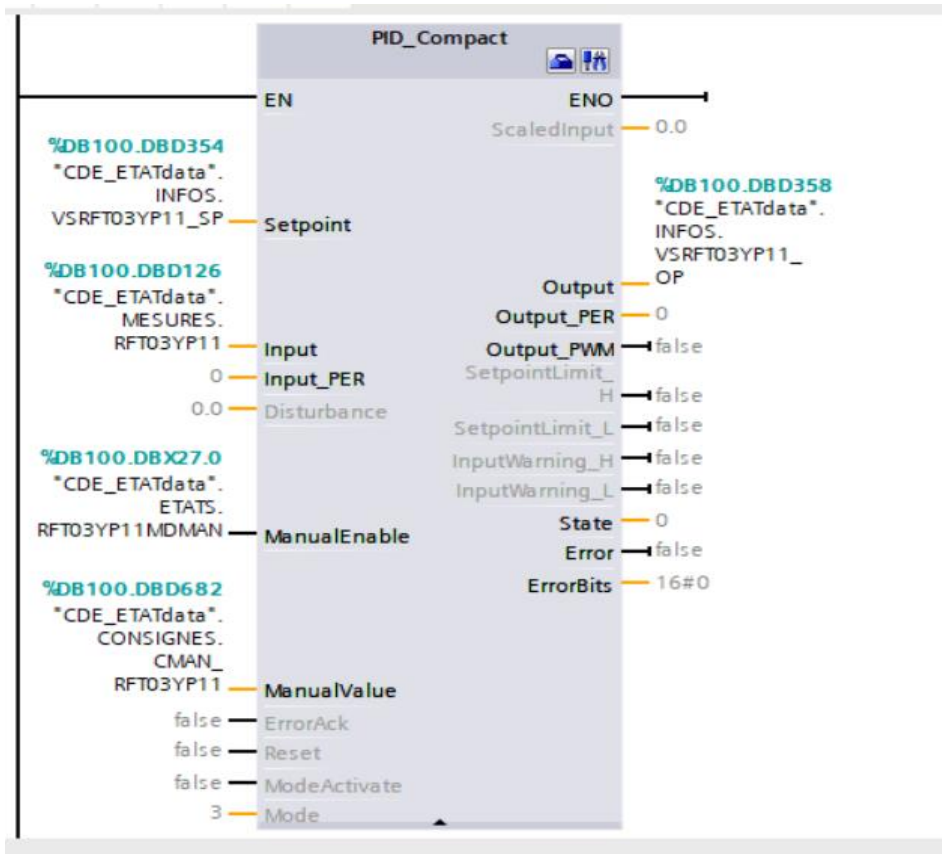 PID_Compact
EN
ENO
ScaledInput
0.0
%DB100.DBD354
"CDE_ETATdata".
INFOS.
VSRFT03YP11_SP
Setpoint
%DB100.DBD358
"CDE_ETATdata".
INFOS.
VSRFT03YP11_
OP
Output
%DB100.DBD126
"CDE_ETATdata".
MESURES.
RFT03YP11
Input
Output_PER
0
0
Input_PER
Output_PWM
false
0.0
Disturbance
SetpointLimit_
H
false
SetpointLimit_L
false
%DB100.DBX27.0
"CDE_ETATdata".
ETATS.
RFT03YP11MDMAN
ManualEnable
InputWarning_H
false
InputWarning_L
false
State
0
Error
false
ErrorBits
16#0
%DB100.DBD682
"CDE_ETATdata".
CONSIGNES.
CMAN_
RFT03YP11
ManualValue
false
ErrorAck
false
Reset
false
ModeActivate
3
Mode